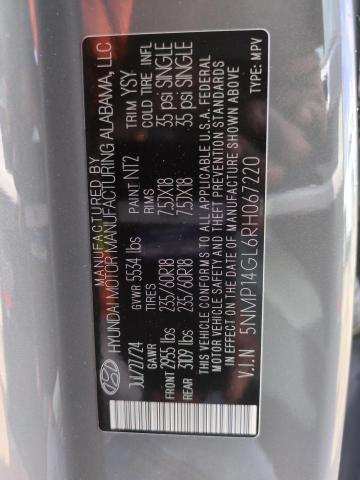 MANUFACTURED BY
HYUNDAI MOTOR MANUFACTURING ALABAMA, LLC
JUL/27/24 GVWR 5534 lbs PAINT NT2 TRIM YSY
GAWR TIRES RIMS COLD TIRE INFL
FRONT 2955 lbs 235/60R18 7.5JX18 35 psi SINGLE
REAR 3109 lbs 235/60R18 7.5JX18 35 psi SINGLE
THIS VEHICLE CONFORMS TO ALL APPLICABLE U.S.A. FEDERAL
MOTOR VEHICLE SAFETY AND THEFT PREVENTION STANDARDS
IN EFFECT ON THE DATE OF MANUFACTURE SHOWN ABOVE.
V.I.N 5NMP14GL6RH067220 TYPE: MPV